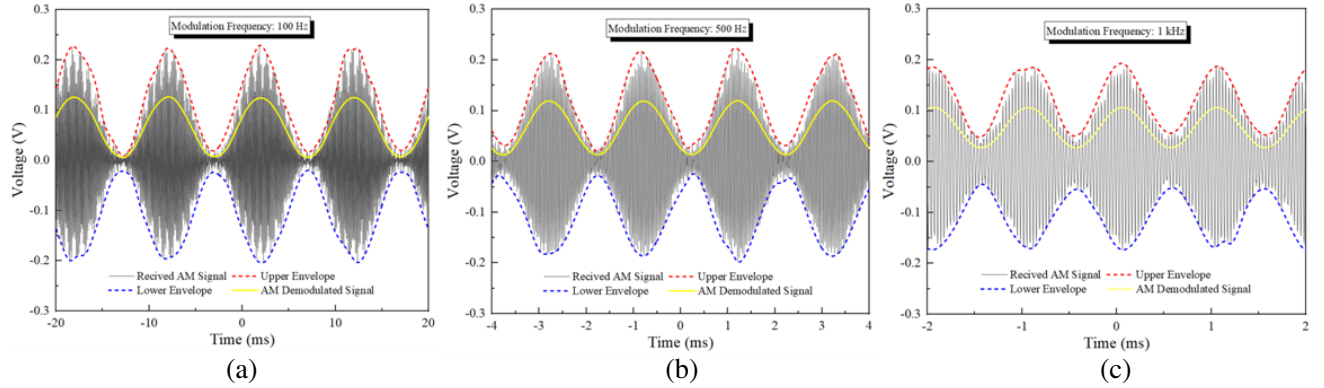 Modulation Frequency: 100 Hz
Voltage (V)
0.3
0.2
0.1
0.0
-0.1
-0.2
-0.3
Recived AM Signal
Upper Envelope
Lower Envelope
AM Demodulated Signal
-20
-10
0
10
20
Time (ms)
(a)
Modulation Frequency: 500 Hz
Voltage (V)
0.3
0.2
0.1
0.0
-0.1
-0.2
-0.3
Recived AM Signal
Upper Envelope
Lower Envelope
AM Demodulated Signal
-4
-3
-2
-1
0
1
2
3
4
Time (ms)
(b)
Modulation Frequency: 1 kHz
Voltage (V)
0.3
0.2
0.1
0.0
-0.1
-0.2
-0.3
Recived AM Signal
Upper Envelope
Lower Envelope
AM Demodulated Signal
-2
-1
0
1
2
Time (ms)
(c)